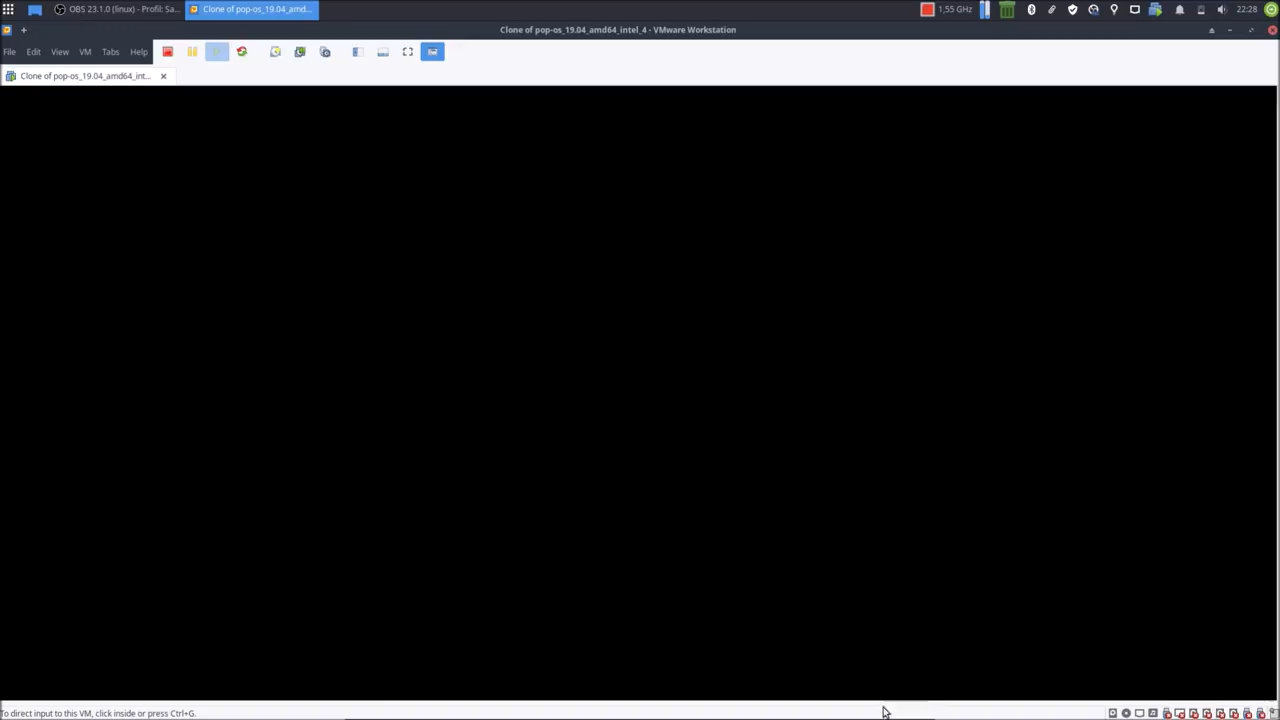 OBS 23.1.0 (linux) - Profil: Sa...
Clone of pop-os_19.04_amd...
1,55 GHz
22:28
Clone of pop-os_19.04_amd64_intel_4 - VMware Workstation
File Edit View VM Tabs Help
Clone of pop-os_19.04_amd64_int...
To direct input to this VM, click inside or press Ctrl+G.